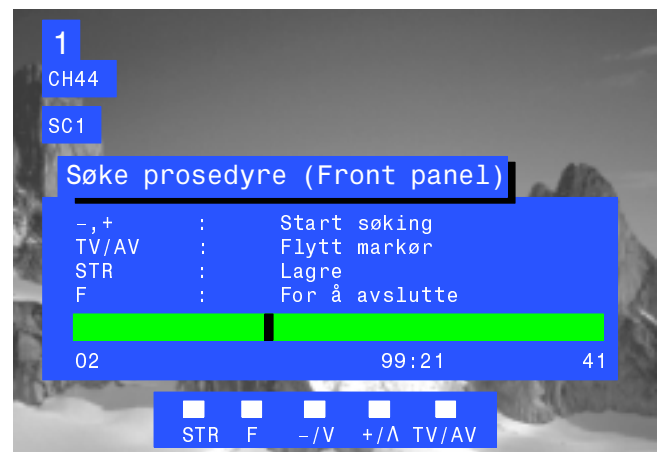 1
CH44
SC1
Søke prosedyre (Front panel)
–,+ : Start søking
TV/AV : Flytt markør
STR : Lagre
F : For å avslutte
02 99:21 41
STR F –/V +/Λ TV/AV